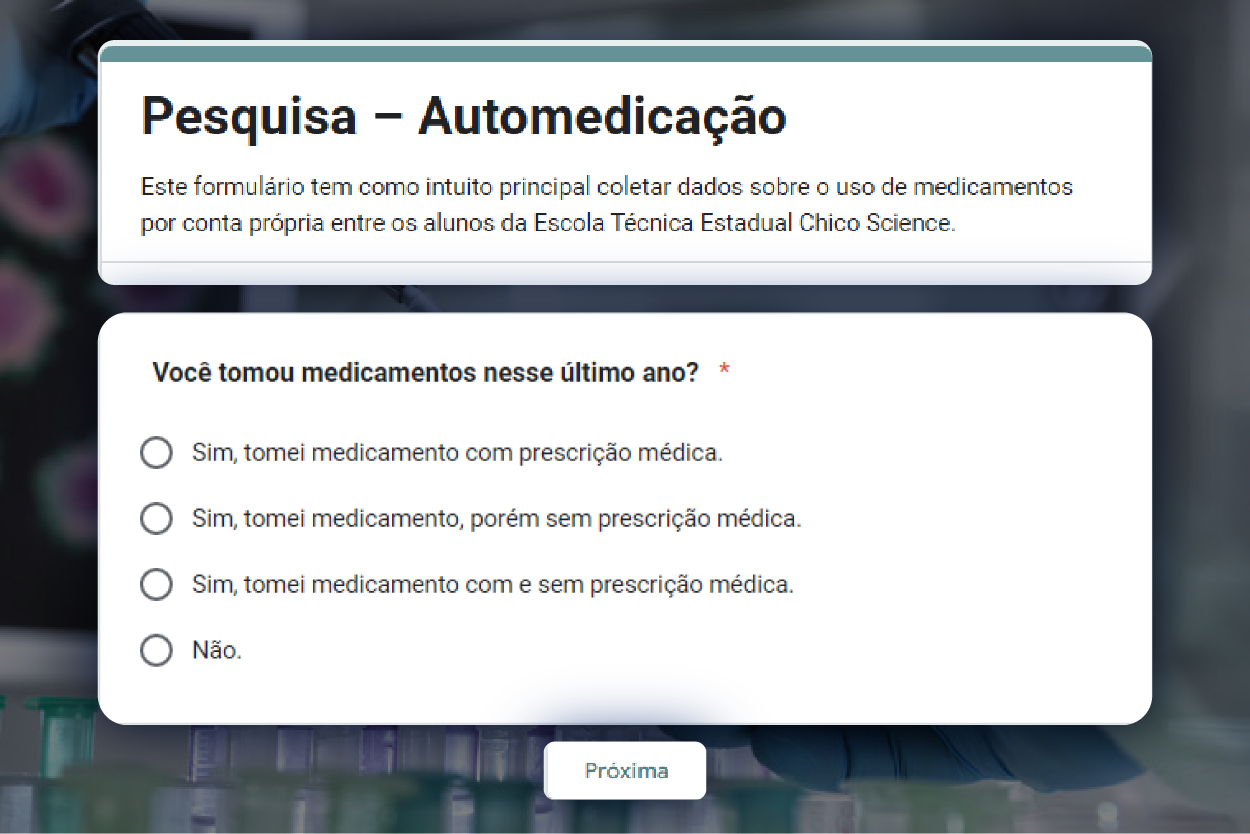 Pesquisa – Automedicação
Este formulário tem como intuito principal coletar dados sobre o uso de medicamentos
por conta própria entre os alunos da Escola Técnica Estadual Chico Science.
Você tomou medicamentos nesse último ano? *
Sim, tomei medicamento com prescrição médica.
Sim, tomei medicamento, porém sem prescrição médica.
Sim, tomei medicamento com e sem prescrição médica.
Não.
Próxima